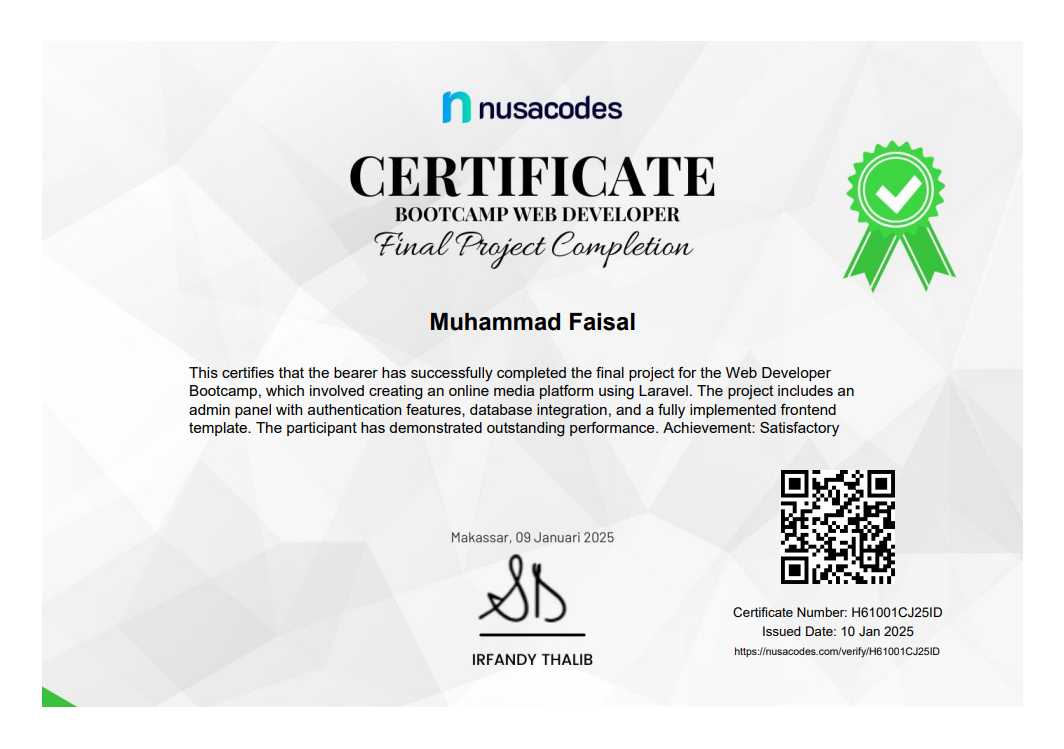 nusacodes
CERTIFICATE
BOOTCAMP WEB DEVELOPER
Final Project Completion
Muhammad Faisal
This certifies that the bearer has successfully completed the final project for the Web Developer
Bootcamp, which involved creating an online media platform using Laravel. The project includes an
admin panel with authentication features, database integration, and a fully implemented frontend
template. The participant has demonstrated outstanding performance. Achievement: Satisfactory
Makassar, 09 Januari 2025
IRFANDY THALIB
Certificate Number: H61001CJ25ID
Issued Date: 10 Jan 2025
https://nusacodes.com/verify/H61001CJ25ID